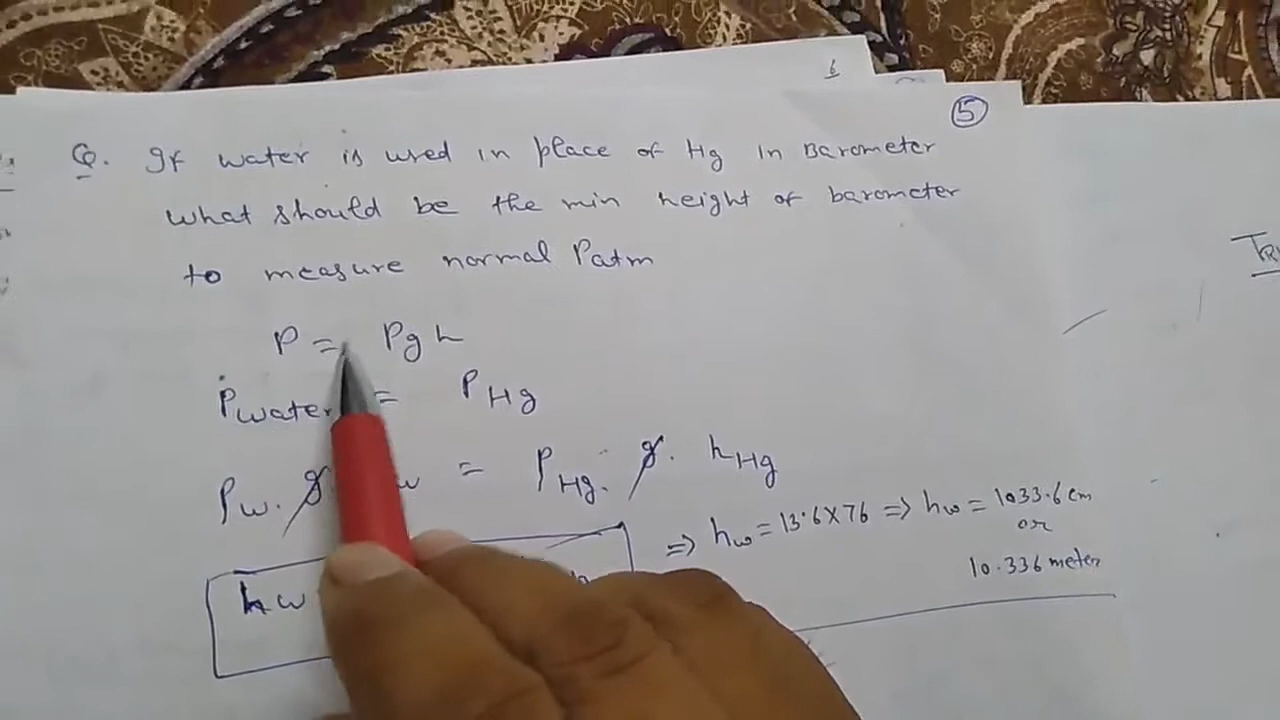 6
5
Q. If water is used in place of Hg in Barometer
what should be the min height of barometer
to measure normal Patm
P = ρgh
Pwater = PHg
ρw. g w = ρHg. g. hHg
⇒ hw = 13.6×76 ⇒ hw = 1033.6 cm
or
10.336 meter
hw